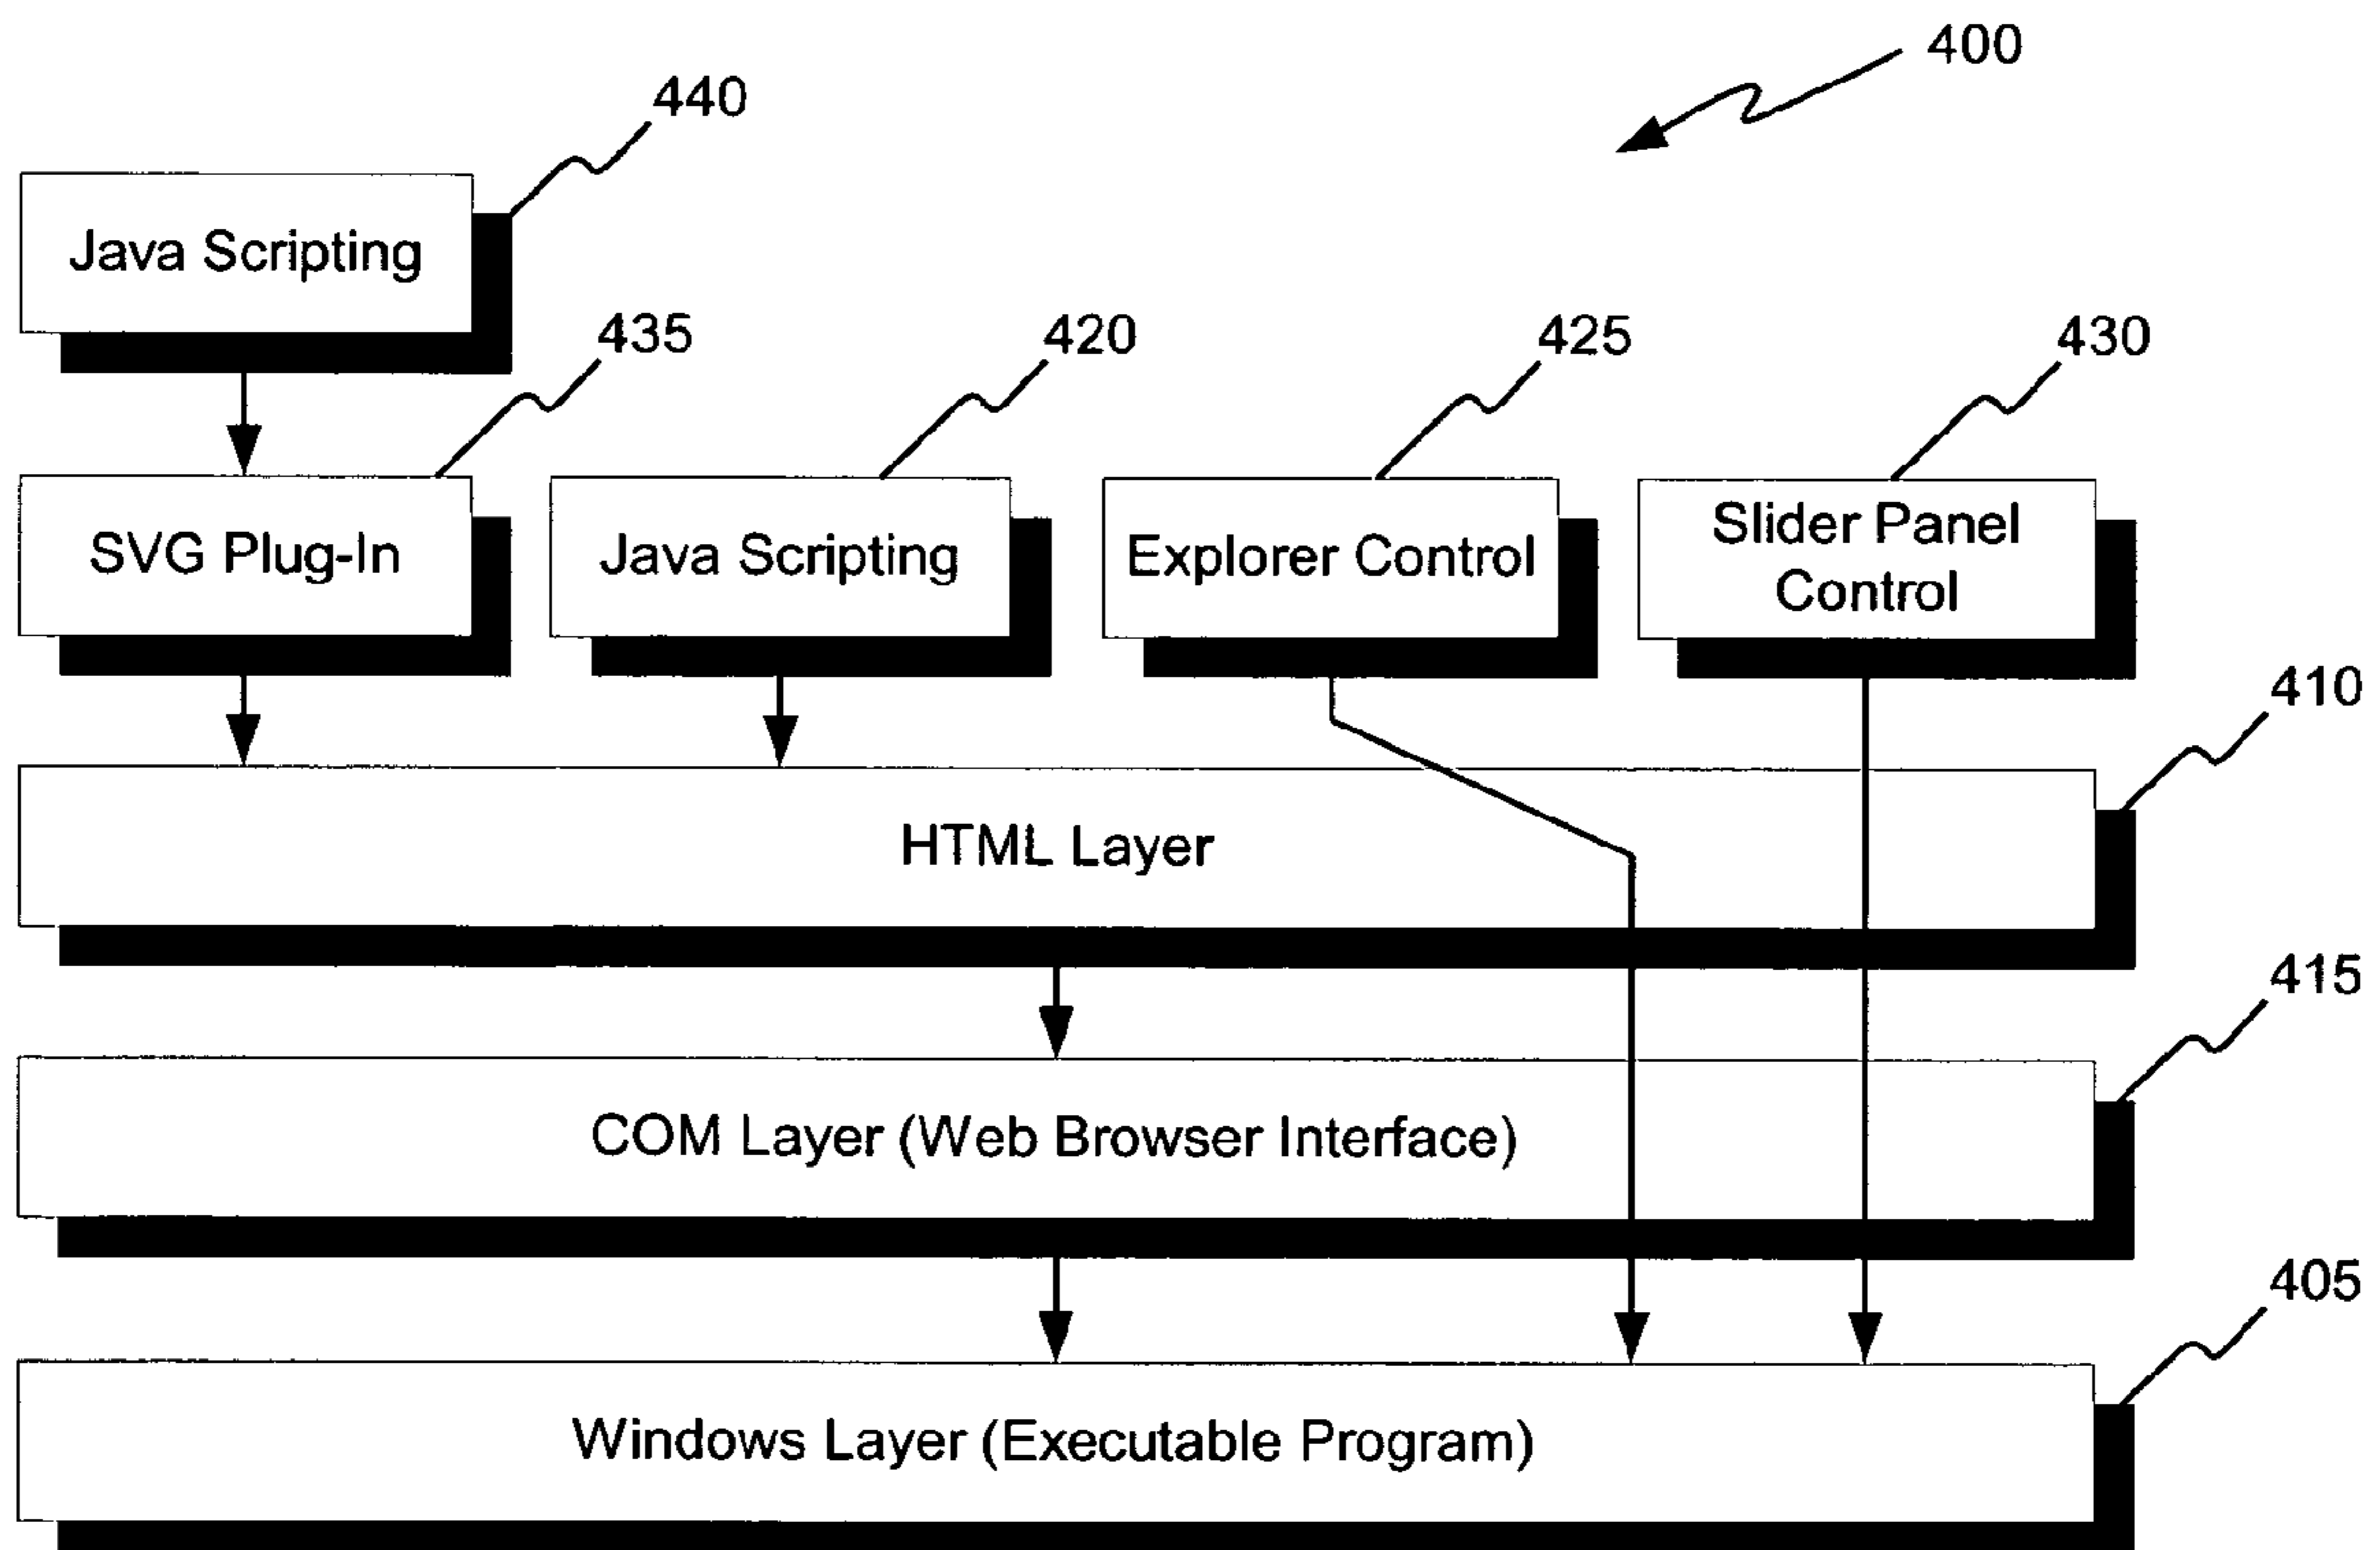 400
440
Java Scripting
435
420
425
430
SVG Plug-In
Java Scripting
Explorer Control
Slider Panel
Control
410
HTML Layer
415
COM Layer (Web Browser Interface)
405
Windows Layer (Executable Program)